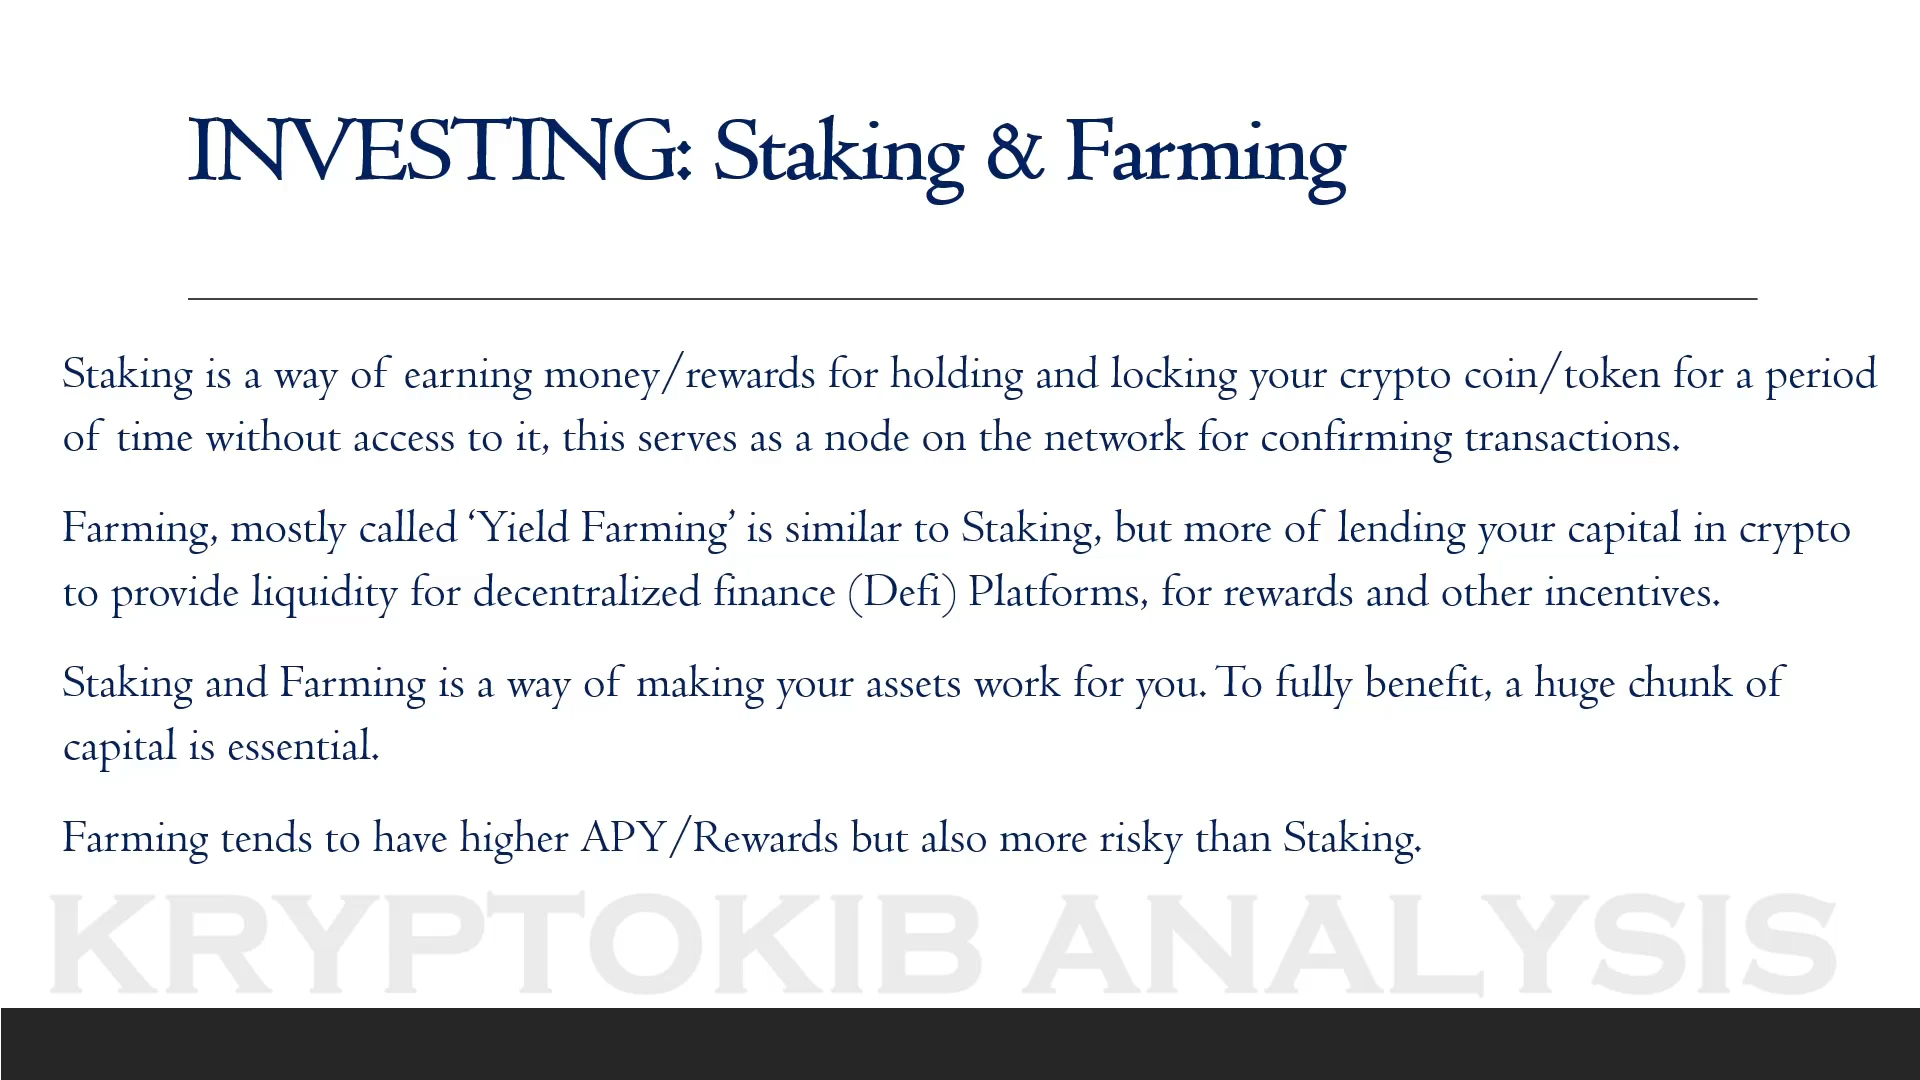 INVESTING: Staking & Farming
Staking is a way of earning money/rewards for holding and locking your crypto coin/token for a period
of time without access to it, this serves as a node on the network for confirming transactions.
Farming, mostly called ‘Yield Farming’ is similar to Staking, but more of lending your capital in crypto
to provide liquidity for decentralized finance (Defi) Platforms, for rewards and other incentives.
Staking and Farming is a way of making your assets work for you. To fully benefit, a huge chunk of
capital is essential.
Farming tends to have higher APY/Rewards but also more risky than Staking.
KRYPTOKIB ANALYSIS